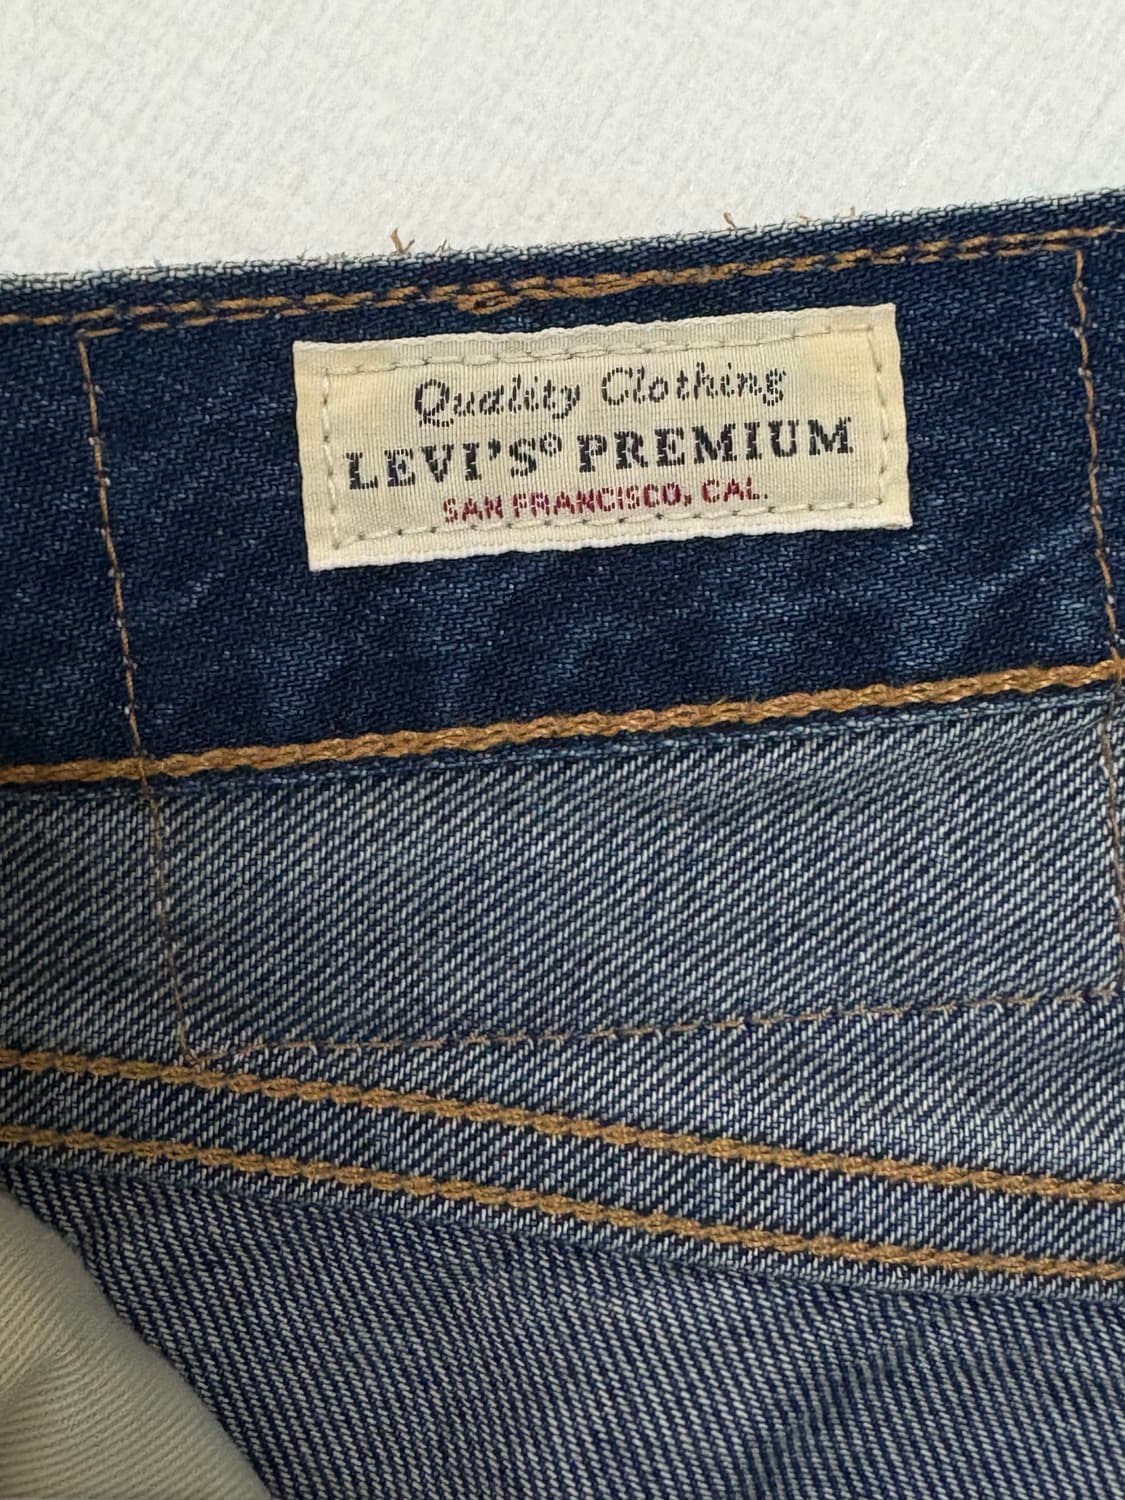 Quality Clothing
LEVI'S® PREMIUM
SAN FRANCISCO, CAL.